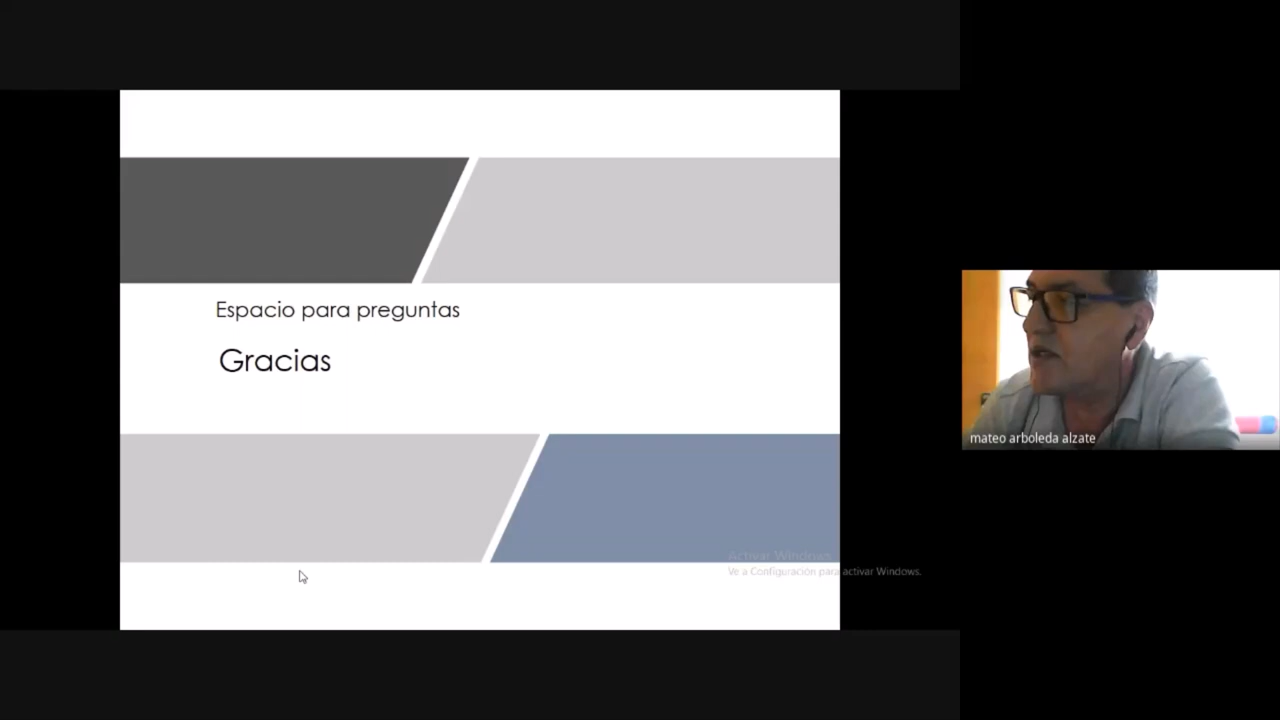 Espacio para preguntas
Gracias
mateo arboleda alzate
Activar Windows
Ve a Configuración para activar Windows.